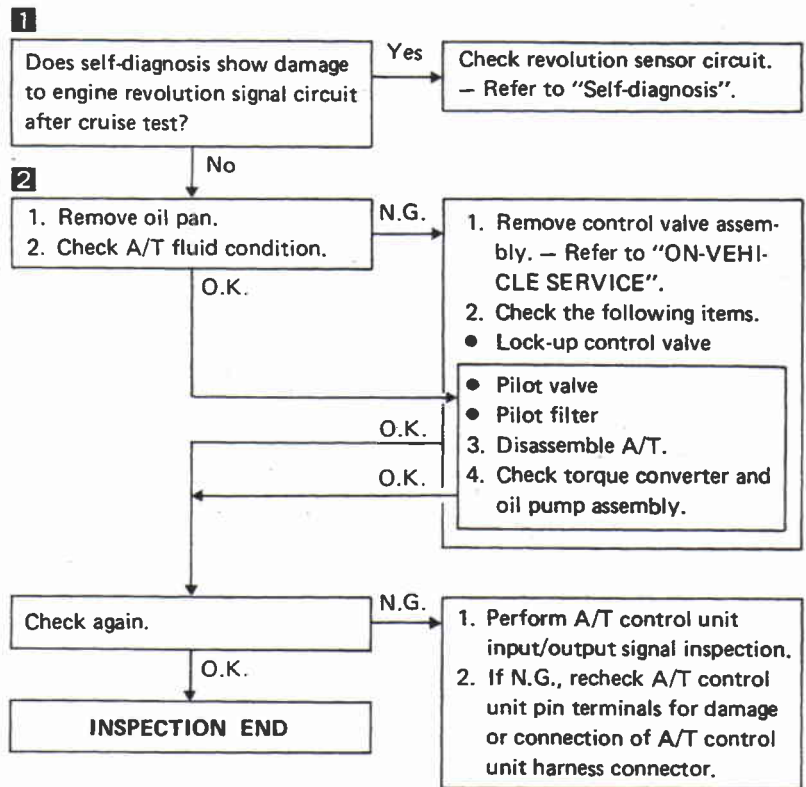 1
Does self-diagnosis show damage
to engine revolution signal circuit
after cruise test?
Yes
Check revolution sensor circuit.
– Refer to "Self-diagnosis".
No
2
1. Remove oil pan.
2. Check A/T fluid condition.
N.G.
O.K.
1. Remove control valve assem-
bly. – Refer to "ON-VEHI-
CLE SERVICE".
2. Check the following items.
● Lock-up control valve
● Pilot valve
● Pilot filter
3. Disassemble A/T.
4. Check torque converter and
oil pump assembly.
O.K.
O.K.
Check again.
N.G.
O.K.
1. Perform A/T control unit
input/output signal inspection.
2. If N.G., recheck A/T control
unit pin terminals for damage
or connection of A/T control
unit harness connector.
INSPECTION END